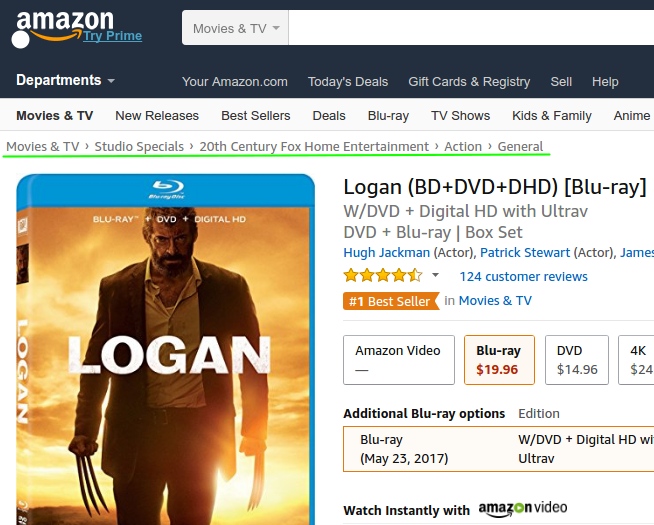 amazon
Try Prime
Movies & TV
Departments
Your Amazon.com Today's Deals Gift Cards & Registry Sell Help
Movies & TV New Releases Best Sellers Deals Blu-ray TV Shows Kids & Family Anime
Movies & TV › Studio Specials › 20th Century Fox Home Entertainment › Action › General
Blu-ray Disc
BLU-RAY™ + DVD + DIGITAL HD
LOGAN
LOGAN
Logan (BD+DVD+DHD) [Blu-ray]
W/DVD + Digital HD with Ultrav
DVD + Blu-ray | Box Set
Hugh Jackman (Actor), Patrick Stewart (Actor), James
124 customer reviews
#1 Best Seller in Movies & TV
Amazon Video
—
Blu-ray
$19.96
DVD
$14.96
4K
$24
Additional Blu-ray options Edition
Blu-ray
(May 23, 2017)
W/DVD + Digital HD wi
Ultrav
Watch Instantly with amazon video